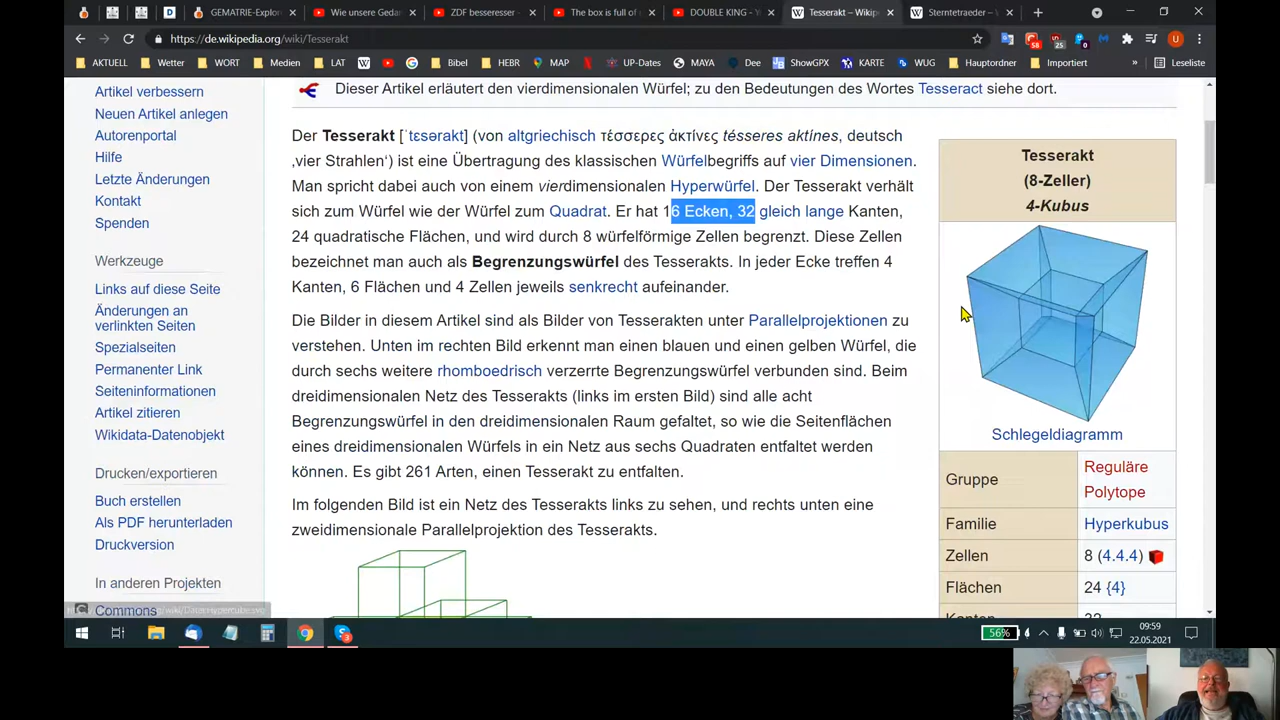 GEMATRIE-Explor
Wie unsere Gedan
ZDF besseresser -
The box is full of s
DOUBLE KING - Y
Tesserakt – Wikip
Sterntetraeder – W
https://de.wikipedia.org/wiki/Tesserakt
58
25
0
U
AKTUELL Wetter WORT Medien LAT Bibel HEBR MAP UP-Dates MAYA Dee ShowGPX KARTE WUG Hauptordner Importiert » Leseliste
Artikel verbessern
Neuen Artikel anlegen
Autorenportal
Hilfe
Letzte Änderungen
Kontakt
Spenden
Werkzeuge
Links auf diese Seite
Änderungen an
verlinkten Seiten
Spezialseiten
Permanenter Link
Seiteninformationen
Artikel zitieren
Wikidata-Datenobjekt
Drucken/exportieren
Buch erstellen
Als PDF herunterladen
Druckversion
In anderen Projekten
Commons
Dieser Artikel erläutert den vierdimensionalen Würfel; zu den Bedeutungen des Wortes Tesseract siehe dort.
Der Tesserakt [ˈtɛsərakt] (von altgriechisch τέσσερες ἀκτίνες tésseres aktínes, deutsch
‚vier Strahlen‘) ist eine Übertragung des klassischen Würfelbegriffs auf vier Dimensionen.
Man spricht dabei auch von einem vierdimensionalen Hyperwürfel. Der Tesserakt verhält
sich zum Würfel wie der Würfel zum Quadrat. Er hat 16 Ecken, 32 gleich lange Kanten,
24 quadratische Flächen, und wird durch 8 würfelförmige Zellen begrenzt. Diese Zellen
bezeichnet man auch als Begrenzungswürfel des Tesserakts. In jeder Ecke treffen 4
Kanten, 6 Flächen und 4 Zellen jeweils senkrecht aufeinander.
Die Bilder in diesem Artikel sind als Bilder von Tesserakten unter Parallelprojektionen zu
verstehen. Unten im rechten Bild erkennt man einen blauen und einen gelben Würfel, die
durch sechs weitere rhomboedrisch verzerrte Begrenzungswürfel verbunden sind. Beim
dreidimensionalen Netz des Tesserakts (links im ersten Bild) sind alle acht
Begrenzungswürfel in den dreidimensionalen Raum gefaltet, so wie die Seitenflächen
eines dreidimensionalen Würfels in ein Netz aus sechs Quadraten entfaltet werden
können. Es gibt 261 Arten, einen Tesserakt zu entfalten.
Im folgenden Bild ist ein Netz des Tesserakts links zu sehen, und rechts unten eine
zweidimensionale Parallelprojektion des Tesserakts.
Tesserakt
(8-Zeller)
4-Kubus
Schlegeldiagramm
Gruppe Reguläre
Polytope
Familie Hyperkubus
Zellen 8 (4.4.4)
Flächen 24 {4}
Kanten 32
56%
09:59
22.05.2021